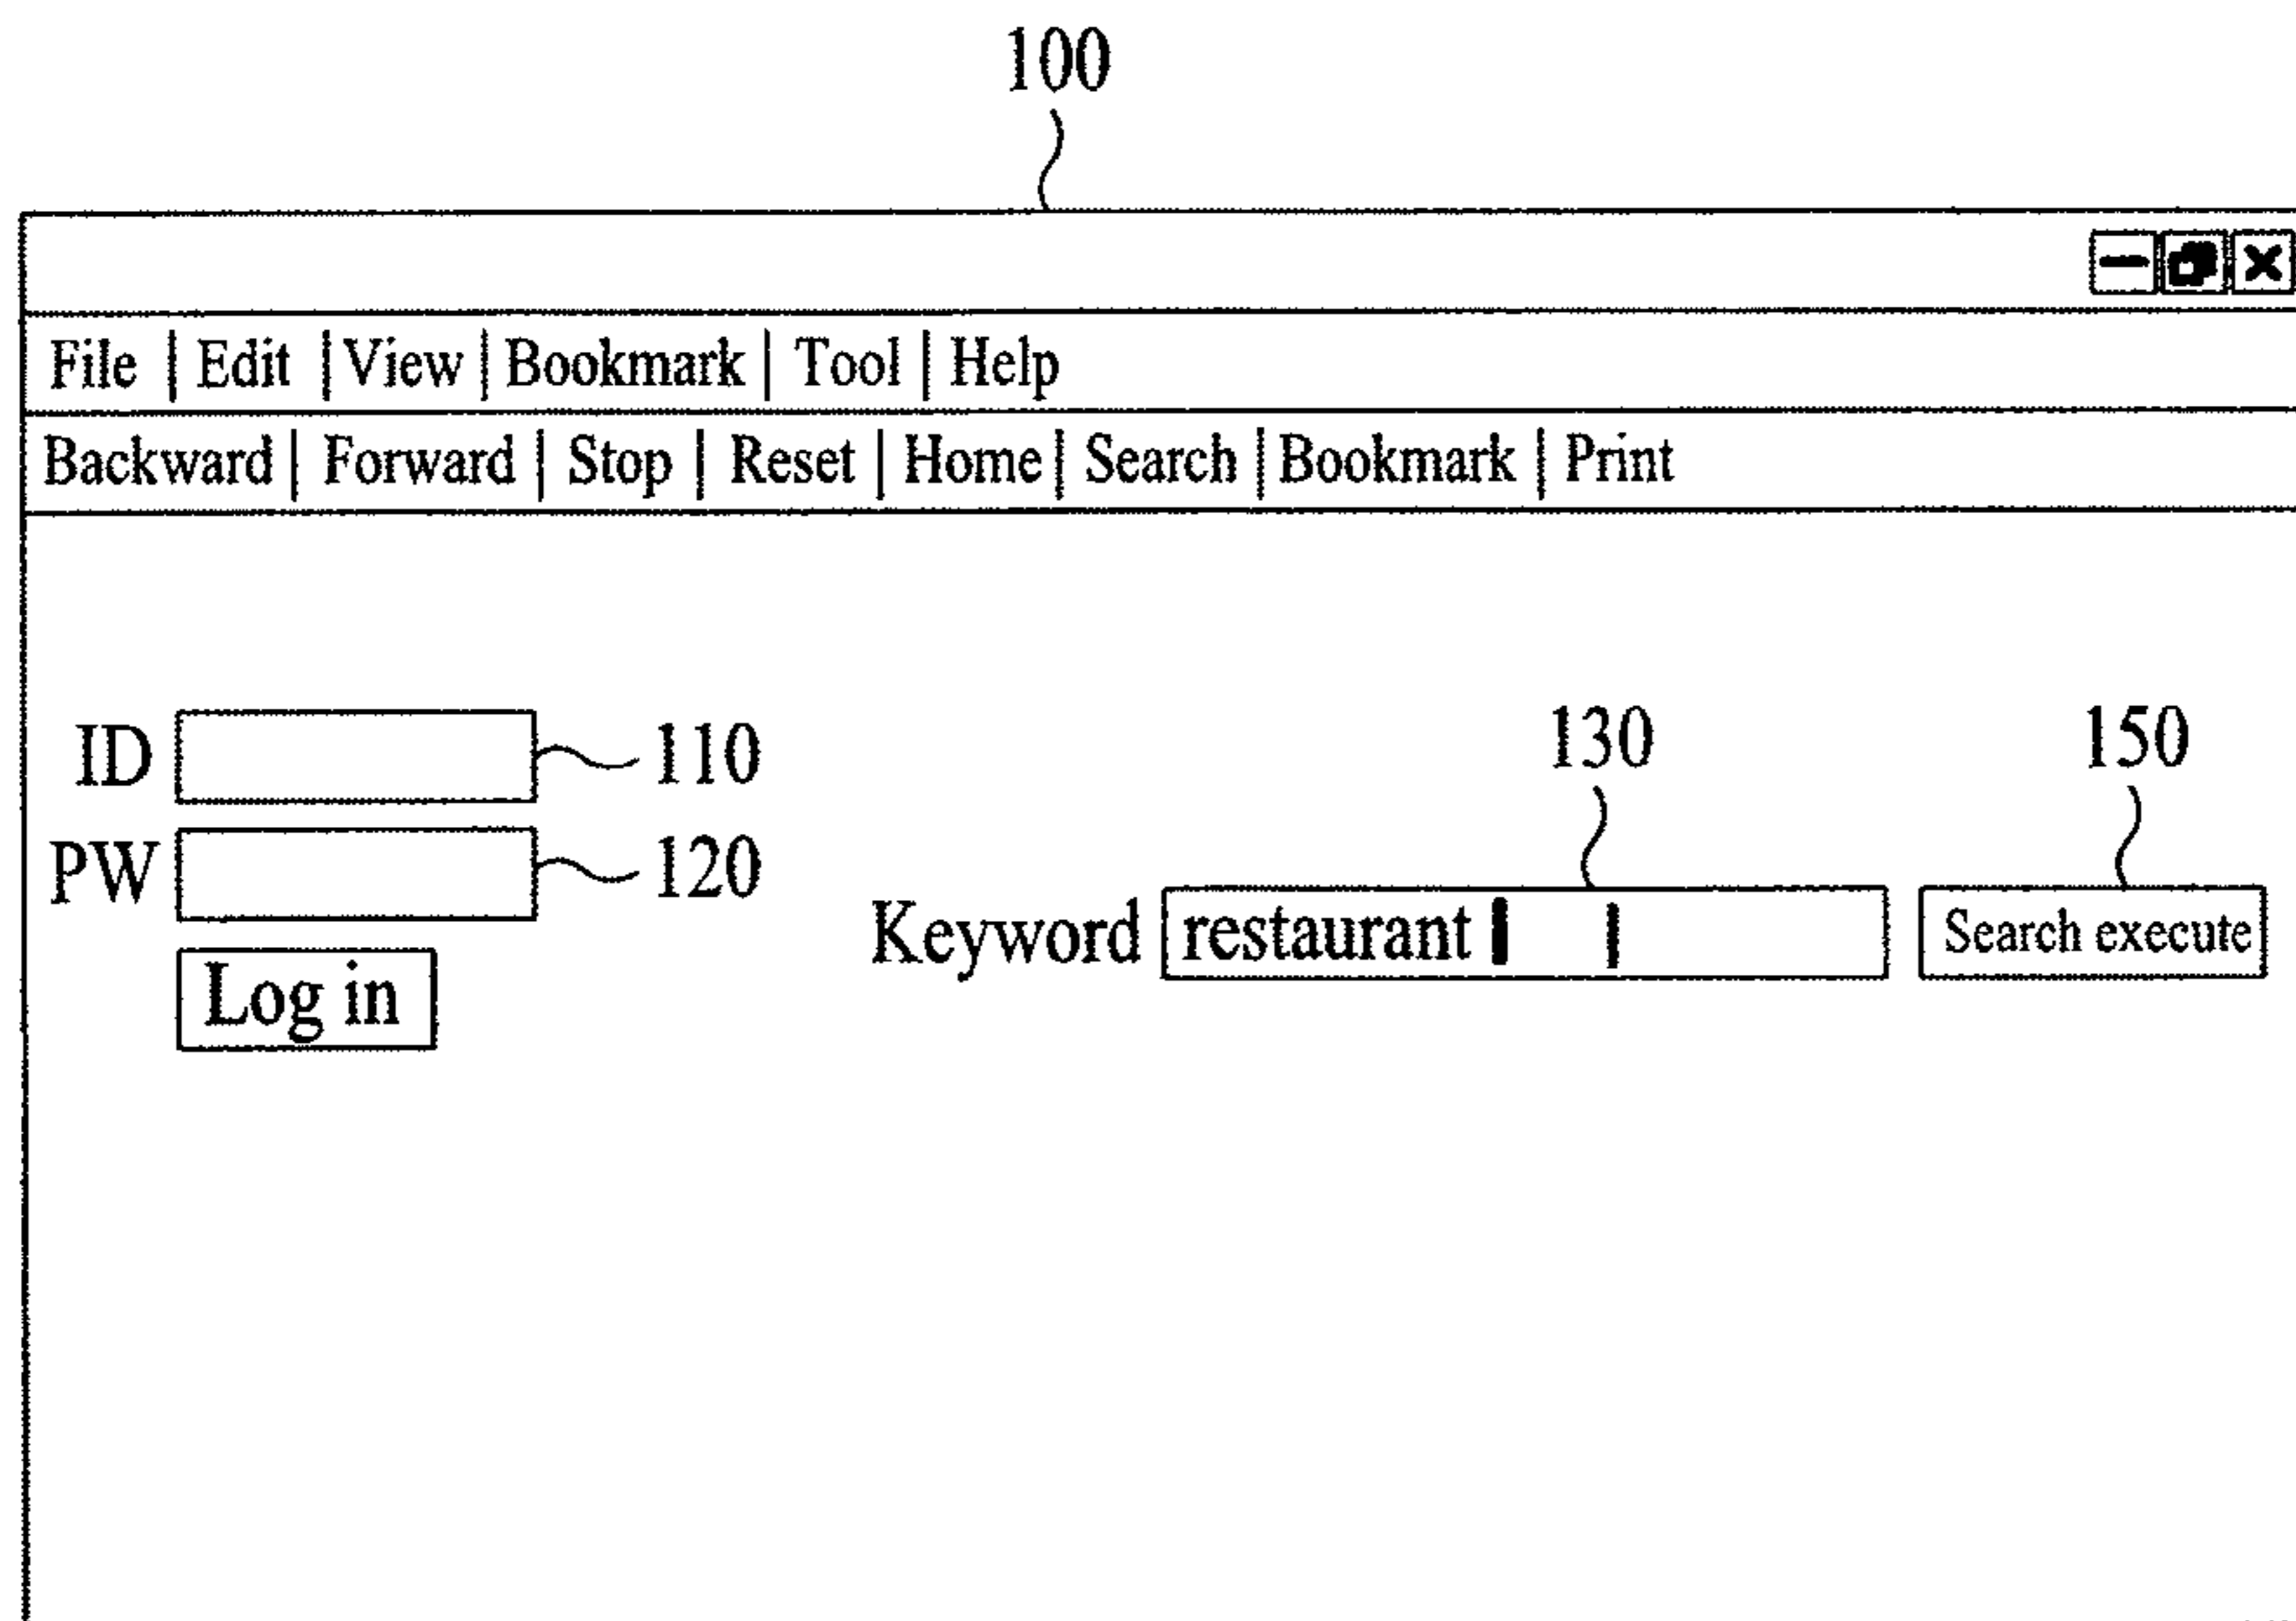 100
File | Edit | View | Bookmark | Tool | Help
Backward | Forward | Stop | Reset | Home | Search | Bookmark | Print
ID 110
130 150
PW 120
Keyword restaurant Search execute
Log in